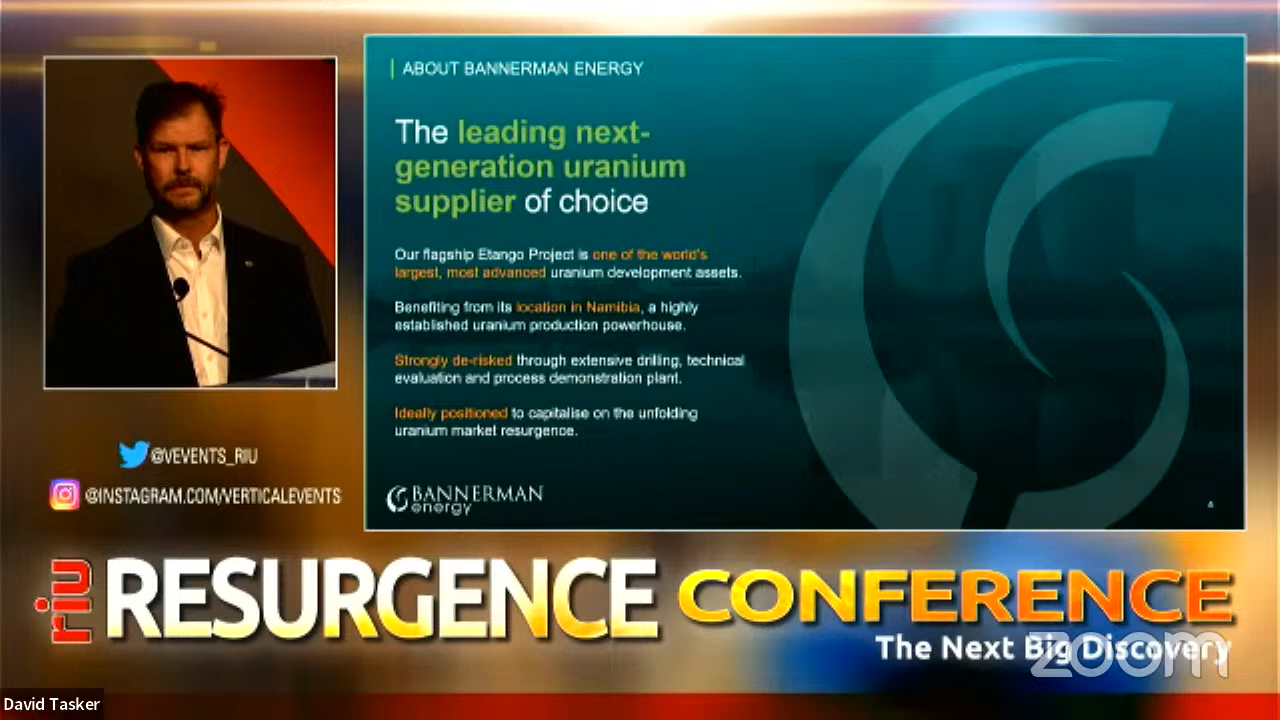 ABOUT BANNERMAN ENERGY
The leading next-
generation uranium
supplier of choice
Our flagship Etango Project is one of the world's
largest, most advanced uranium development assets.
Benefiting from its location in Namibia, a highly
established uranium production powerhouse.
Strongly de-risked through extensive drilling, technical
evaluation and process demonstration plant.
Ideally positioned to capitalise on the unfolding
uranium market resurgence.
BANNERMAN
energy
4
@VEVENTS_RIU
@INSTAGRAM.COM/VERTICALEVENTS
riu RESURGENCE CONFERENCE
The Next Big Discovery
zoom
David Tasker